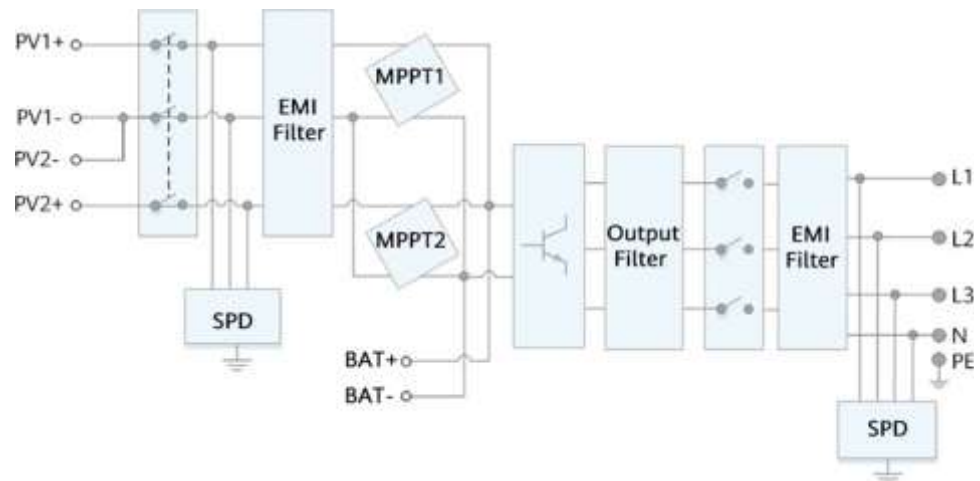 PV1+
PV1-
PV2-
PV2+
EMI
Filter
MPPT1
MPPT2
SPD
BAT+
BAT-
Output
Filter
EMI
Filter
L1
L2
L3
N
PE
SPD